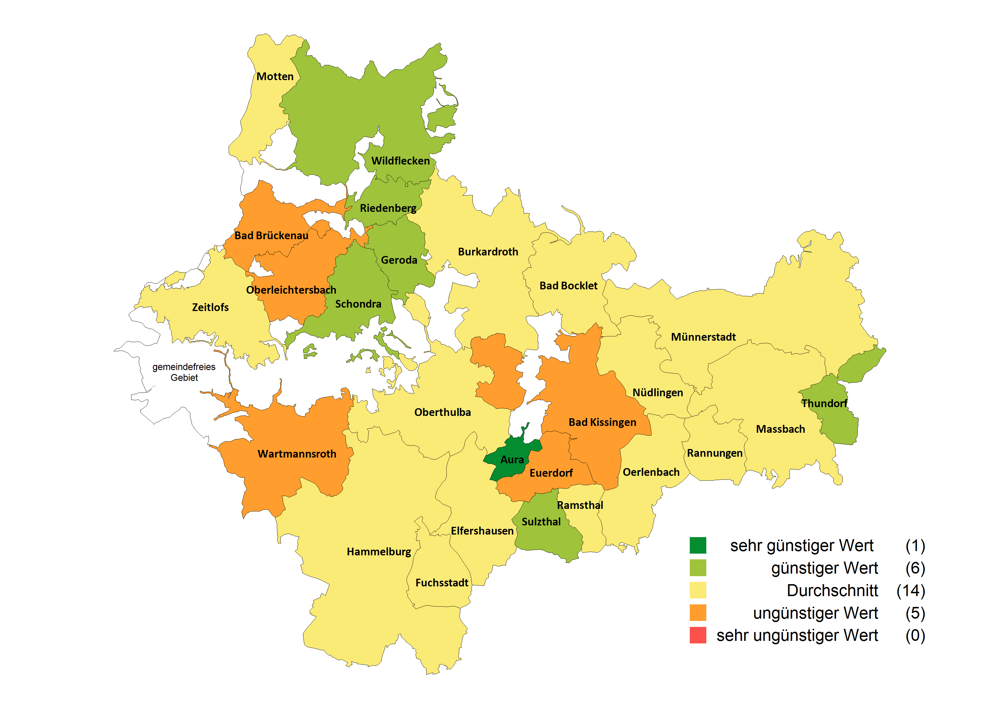 Motten
Wildflecken
Riedenberg
Bad Brückenau
Burkardroth
Geroda
Bad Bocklet
Oberleichtersbach
Schondra
Zeitlofs
Münnerstadt
gemeindefreies
Gebiet
Nüdlingen
Thundorf
Oberthulba
Bad Kissingen
Massbach
Wartmannsroth
Rannungen
Aura
Euerdorf
Oerlenbach
Ramsthal
Sulzthal
Elfershausen
Hammelburg
Fuchsstadt
sehr günstiger Wert (1)
günstiger Wert (6)
Durchschnitt (14)
ungünstiger Wert (5)
sehr ungünstiger Wert (0)